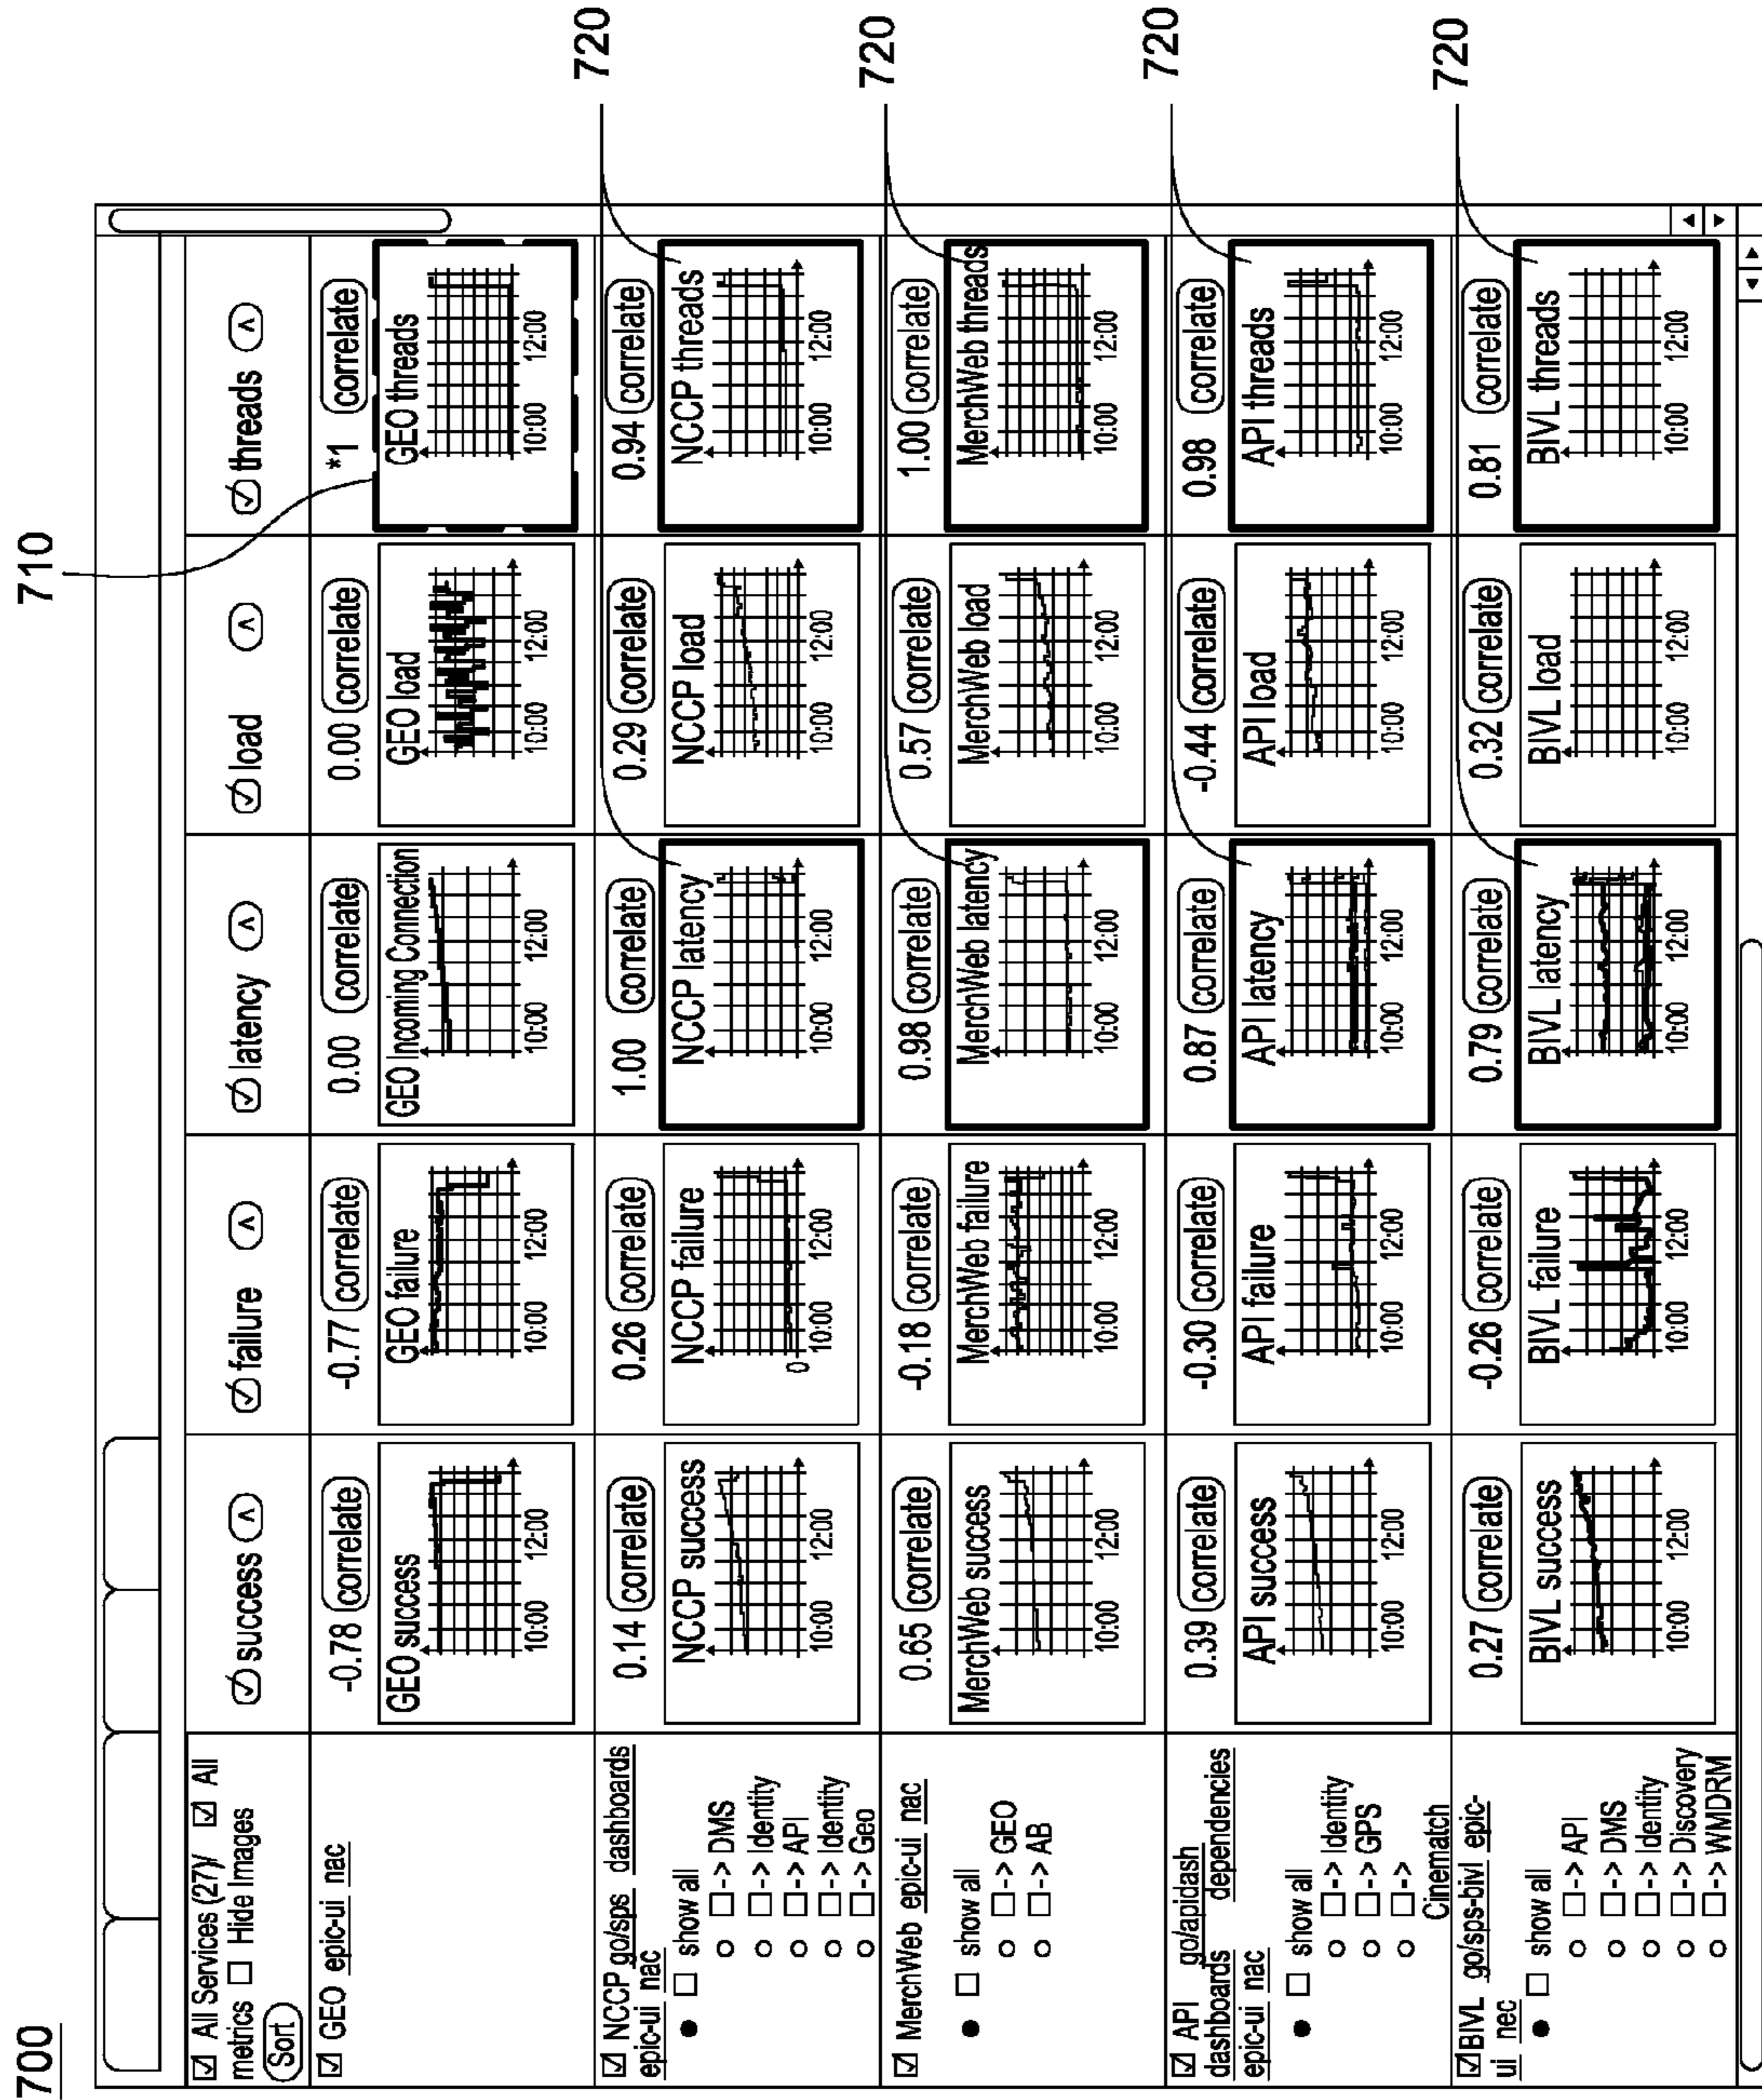 700
710
☑ All Services (27)/ ☑ All
metrics ☐ Hide Images
Sort
☑ success
☑ failure
☑ latency
☑ load
☑ threads
☑ GEO epic-ui nac
-0.78 correlate
GEO success
10:00 12:00
-0.77 correlate
GEO failure
10:00 12:00
0.00 correlate
GEO Incoming Connection
10:00 12:00
0.00 correlate
GEO load
10:00 12:00
*1 correlate
GEO threads
10:00 12:00
☑ NCCP go/sps dashboards
epic-ui nac
● ☐ show all
○ ☐-> DMS
○ ☐-> Identity
○ ☐-> API
○ ☐-> Identity
○ ☐-> Geo
0.14 correlate
NCCP success
10:00 12:00
0.26 correlate
NCCP failure
0
10:00 12:00
1.00 correlate
NCCP latency
10:00 12:00
0.29 correlate
NCCP load
10:00 12:00
0.94 correlate
NCCP threads
10:00 12:00
720
☑ MerchWeb epic-ui nac
● ☐ show all
○ ☐-> GEO
○ ☐-> AB
0.65 correlate
MerchWeb success
10:00 12:00
-0.18 correlate
MerchWeb failure
10:00 12:00
0.98 correlate
MerchWeb latency
10:00 12:00
0.57 correlate
MerchWeb load
10:00 12:00
1.00 correlate
MerchWeb threads
10:00 12:00
720
☑ API go/apidash
dashboards dependencies
epic-ui nac
● ☐ show all
○ ☐-> Identity
○ ☐-> GPS
○ ☐->
Cinematch
0.39 correlate
API success
10:00 12:00
-0.30 correlate
API failure
10:00 12:00
0.87 correlate
API latency
10:00 12:00
-0.44 correlate
API load
10:00 12:00
0.98 correlate
API threads
10:00 12:00
720
☑ BIVL go/sps-bivl epic-
ui nec
● ☐ show all
○ ☐-> API
○ ☐-> DMS
○ ☐-> Identity
○ ☐-> Discovery
○ ☐-> WMDRM
0.27 correlate
BIVL success
10:00 12:00
-0.26 correlate
BIVL failure
10:00 12:00
0.79 correlate
BIVL latency
10:00 12:00
0.32 correlate
BIVL load
10:00 12:00
0.81 correlate
BIVL threads
10:00 12:00
720